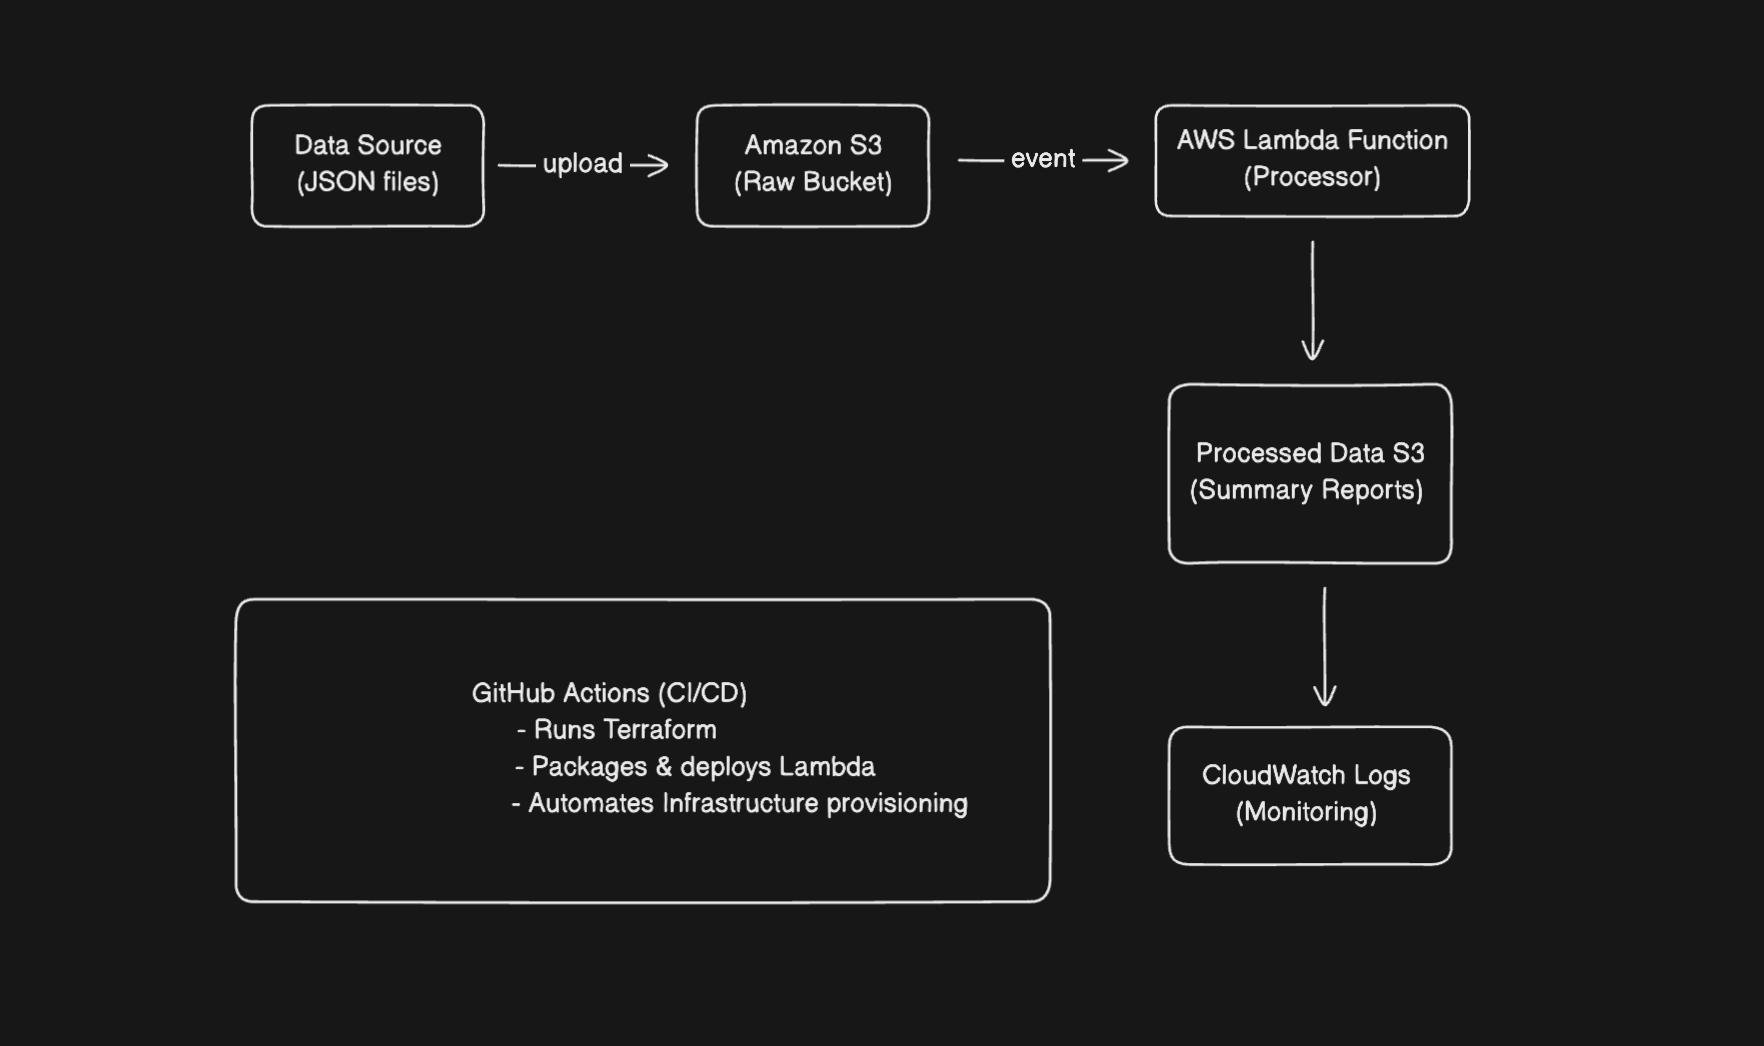 Data Source
(JSON files)
upload
Amazon S3
(Raw Bucket)
event
AWS Lambda Function
(Processor)
Processed Data S3
(Summary Reports)
GitHub Actions (CI/CD)
- Runs Terraform
- Packages & deploys Lambda
- Automates Infrastructure provisioning
CloudWatch Logs
(Monitoring)